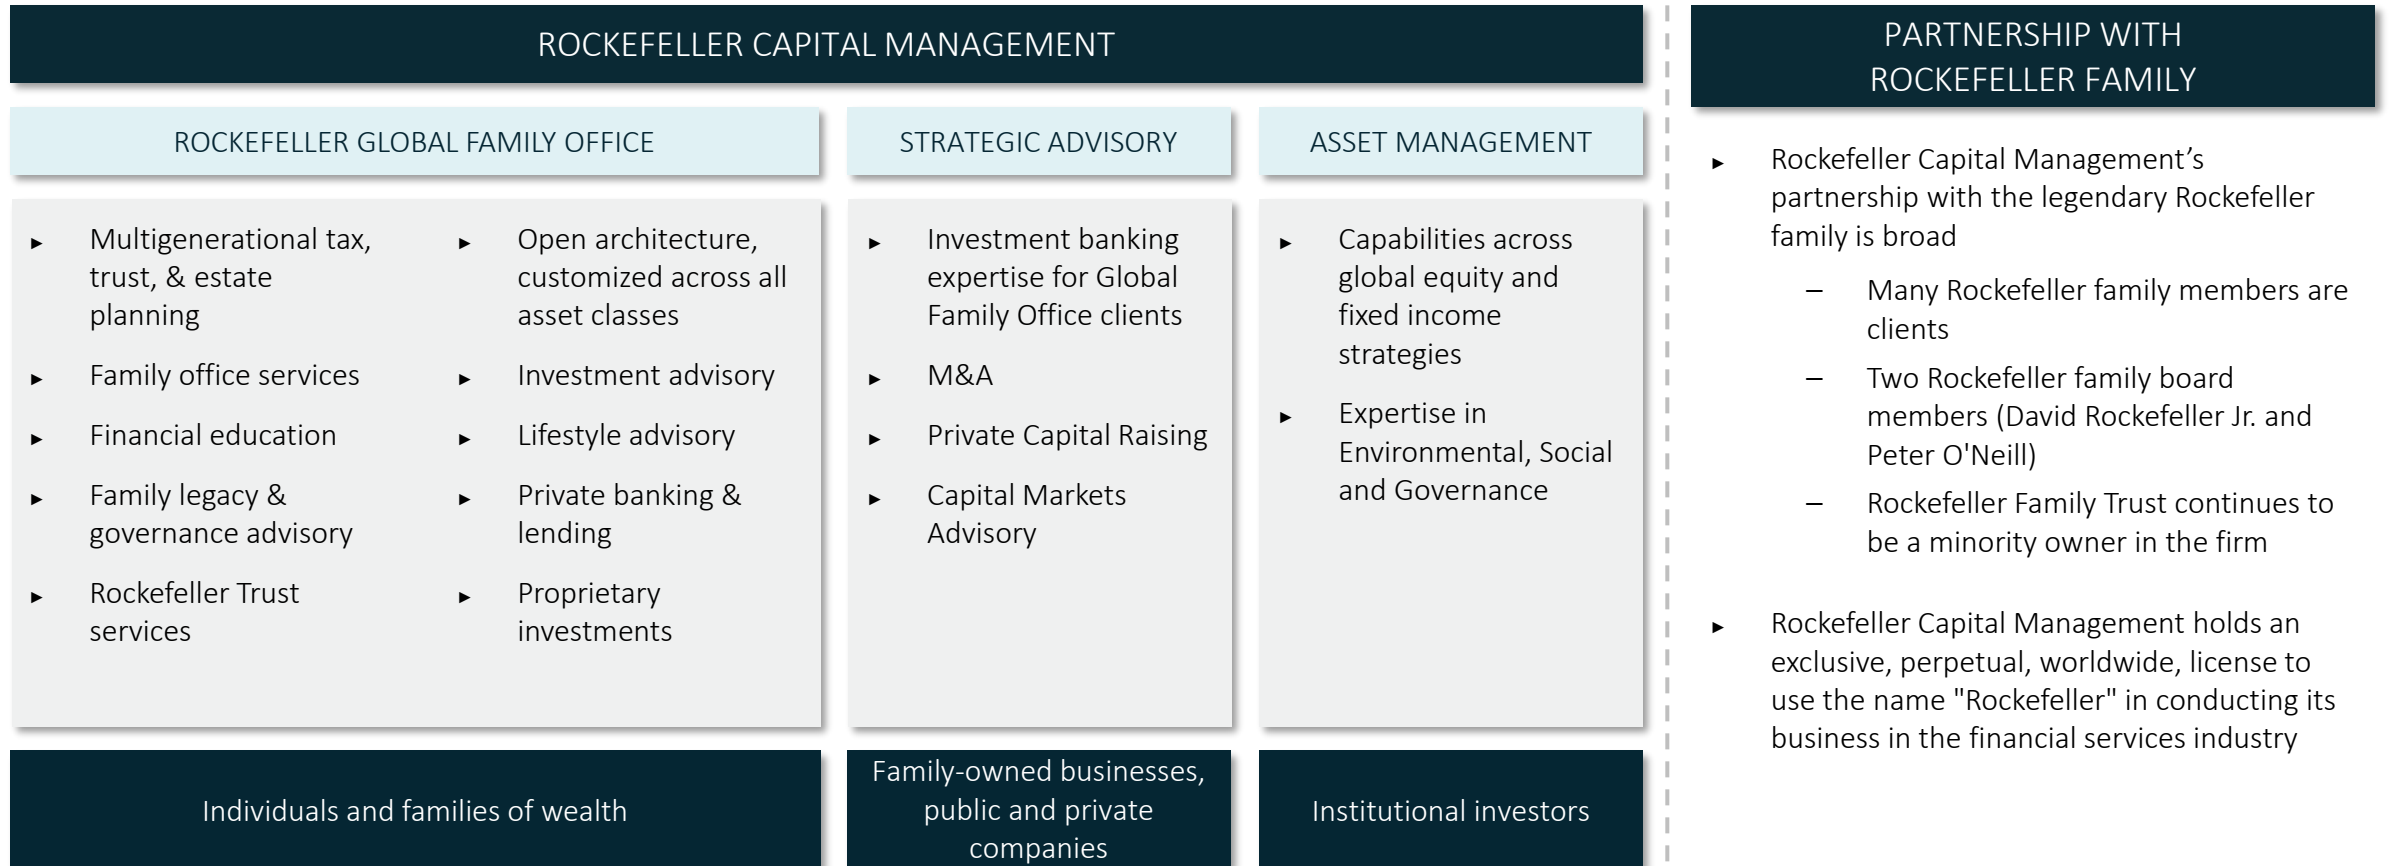 ROCKEFELLER CAPITAL MANAGEMENT
ROCKEFELLER GLOBAL FAMILY OFFICE
► Multigenerational tax,
trust, & estate
planning
► Family office services
► Financial education
► Family legacy &
governance advisory
► Rockefeller Trust
services
► Open architecture,
customized across all
asset classes
► Investment advisory
► Lifestyle advisory
► Private banking &
lending
► Proprietary
investments
Individuals and families of wealth
STRATEGIC ADVISORY
► Investment banking
expertise for Global
Family Office clients
► M&A
► Private Capital Raising
► Capital Markets
Advisory
Family-owned businesses,
public and private
companies
ASSET MANAGEMENT
► Capabilities across
global equity and
fixed income
strategies
► Expertise in
Environmental, Social
and Governance
Institutional investors
PARTNERSHIP WITH
ROCKEFELLER FAMILY
► Rockefeller Capital Management’s
partnership with the legendary Rockefeller
family is broad
– Many Rockefeller family members are
clients
– Two Rockefeller family board
members (David Rockefeller Jr. and
Peter O'Neill)
– Rockefeller Family Trust continues to
be a minority owner in the firm
► Rockefeller Capital Management holds an
exclusive, perpetual, worldwide, license to
use the name "Rockefeller" in conducting its
business in the financial services industry